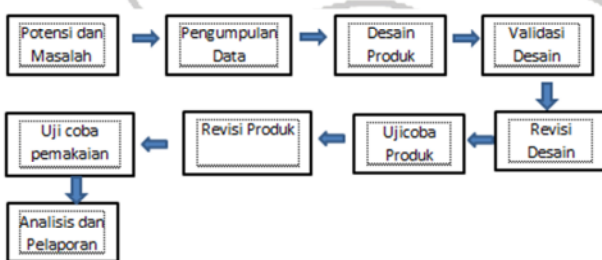 Potensi dan
Masalah
Pengumpulan
Data
Desain
Produk
Validasi
Desain
Revisi
Desain
Ujicoba
Produk
Revisi Produk
Uji coba
pemakaian
Analisis dan
Pelaporan